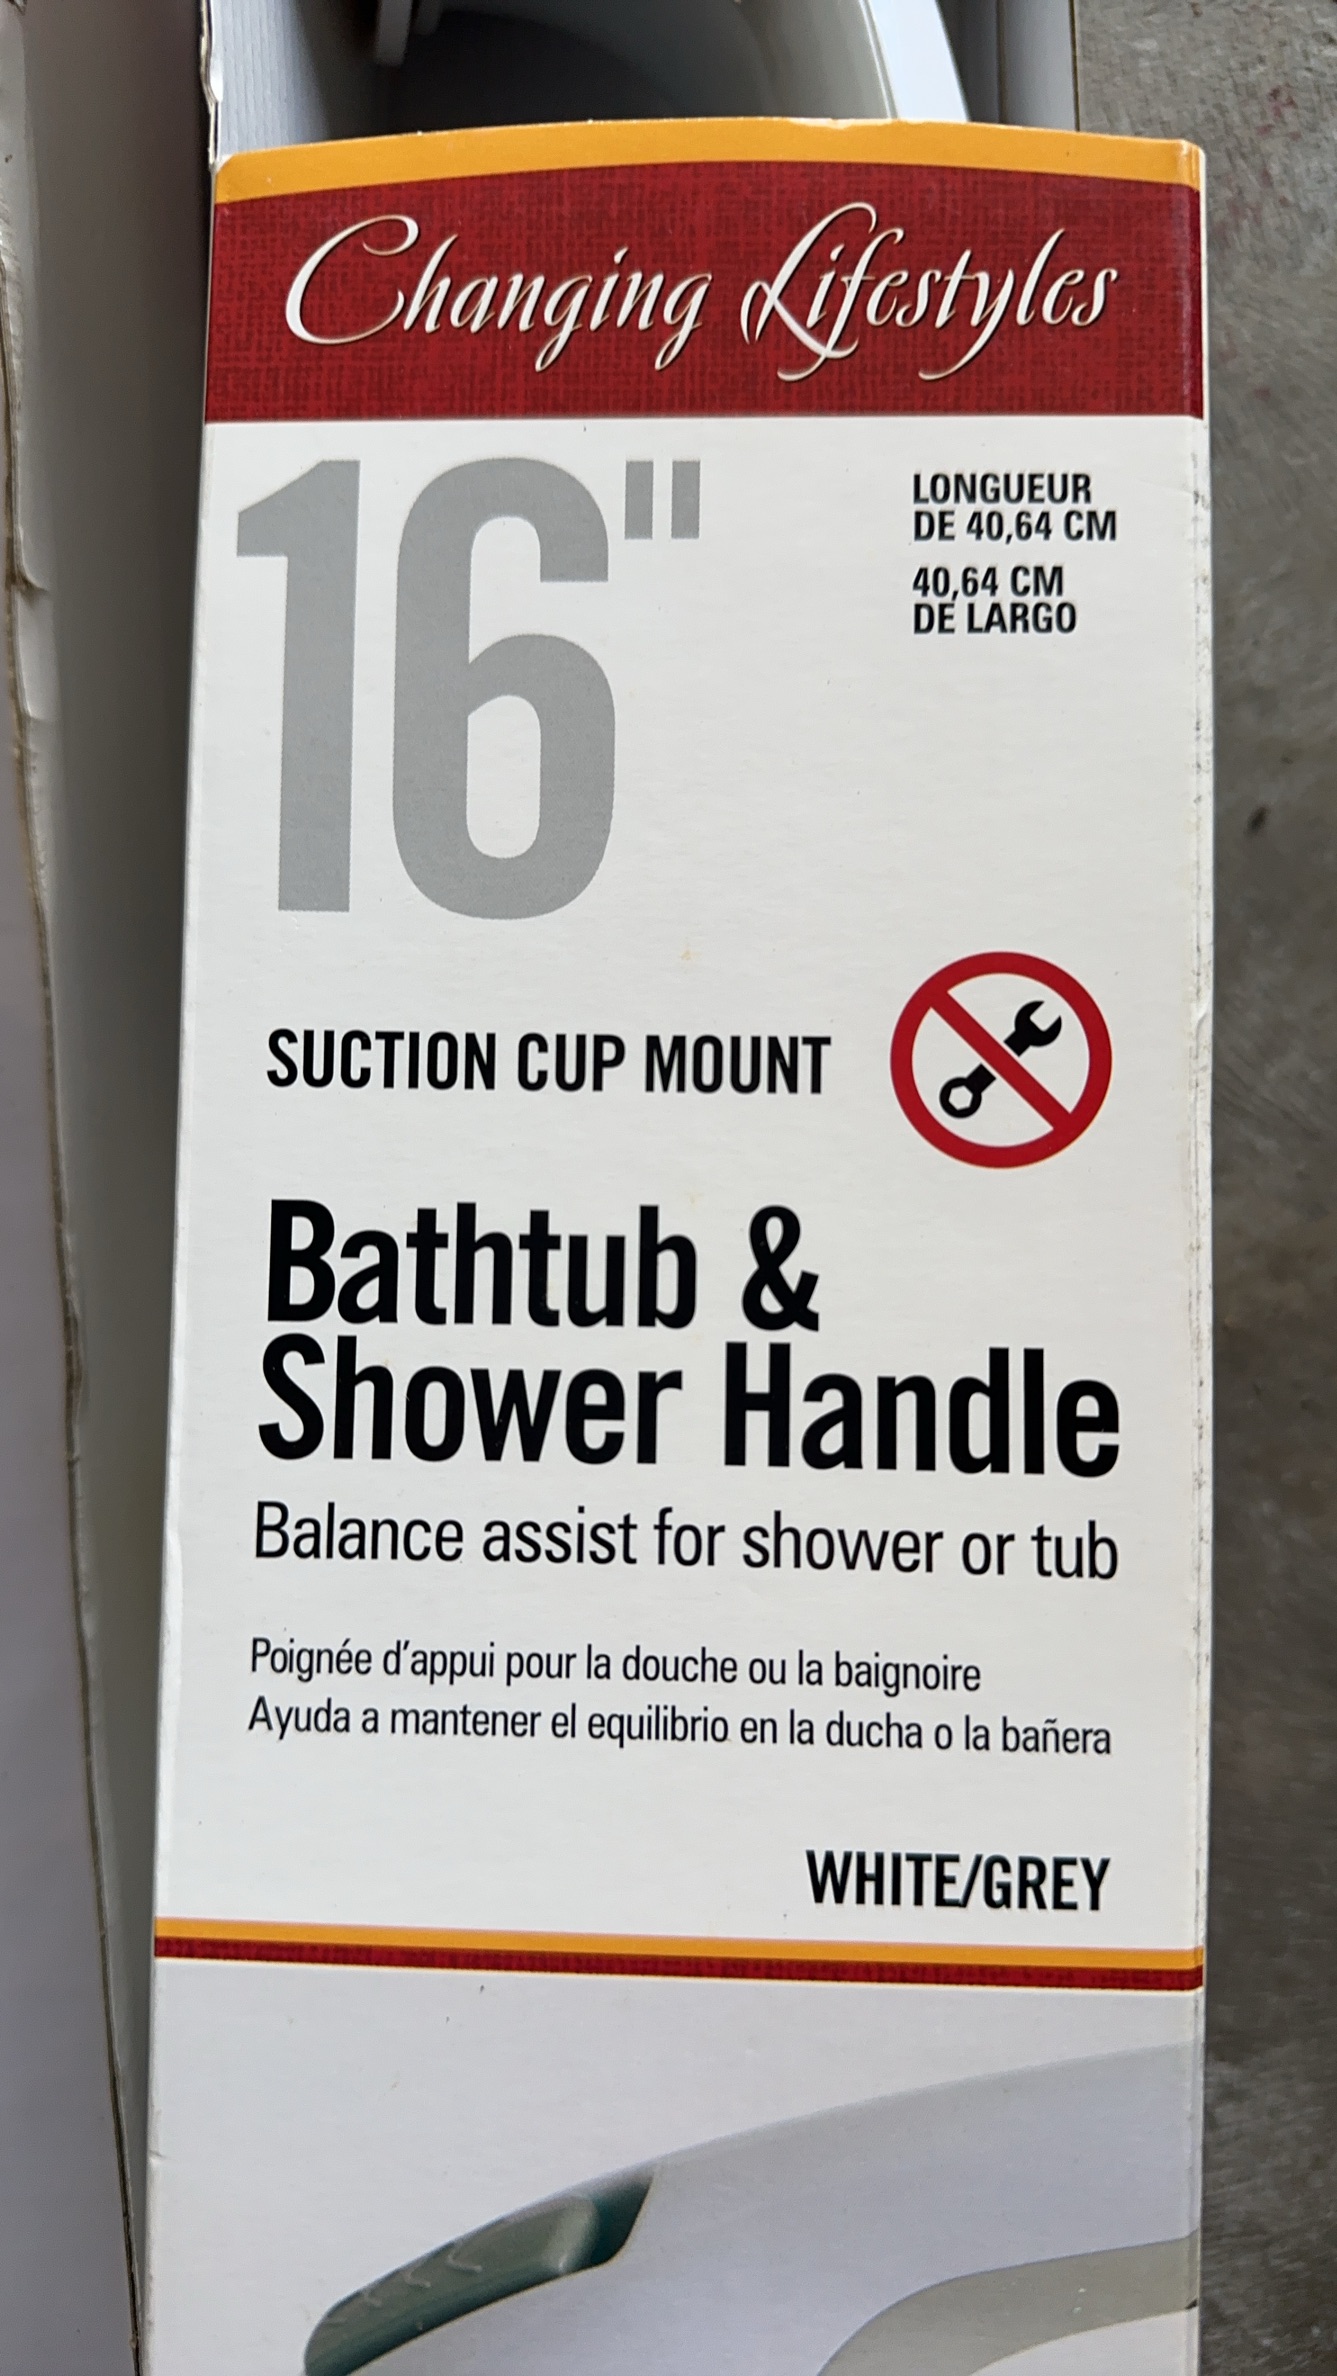 Changing Lifestyles
16"
LONGUEUR
DE 40,64 CM
40,64 CM
DE LARGO
SUCTION CUP MOUNT
Bathtub &
Shower Handle
Balance assist for shower or tub
Poignée d'appui pour la douche ou la baignoire
Ayuda a mantener el equilibrio en la ducha o la bañera
WHITE/GREY